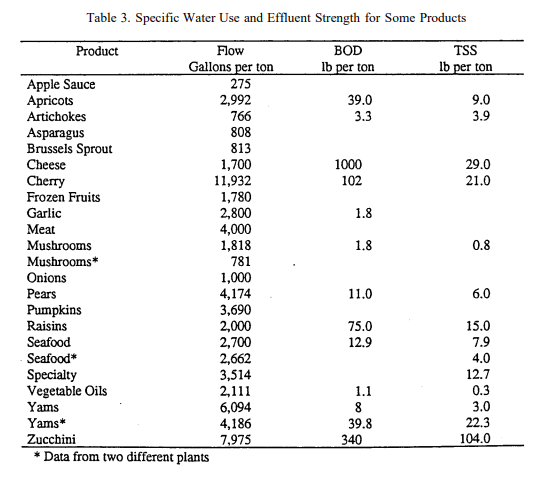 Table 3. Specific Water Use and Effluent Strength for Some Products
Product Flow BOD TSS
Gallons per ton lb per ton lb per ton
Apple Sauce 275
Apricots 2,992 39.0 9.0
Artichokes 766 3.3 3.9
Asparagus 808
Brussels Sprout 813
Cheese 1,700 1000 29.0
Cherry 11,932 102 21.0
Frozen Fruits 1,780
Garlic 2,800 1.8
Meat 4,000
Mushrooms 1,818 1.8 0.8
Mushrooms* 781
Onions 1,000
Pears 4,174 11.0 6.0
Pumpkins 3,690
Raisins 2,000 75.0 15.0
Seafood 2,700 12.9 7.9
Seafood* 2,662 4.0
Specialty 3,514 12.7
Vegetable Oils 2,111 1.1 0.3
Yams 6,094 8 3.0
Yams* 4,186 39.8 22.3
Zucchini 7,975 340 104.0
* Data from two different plants